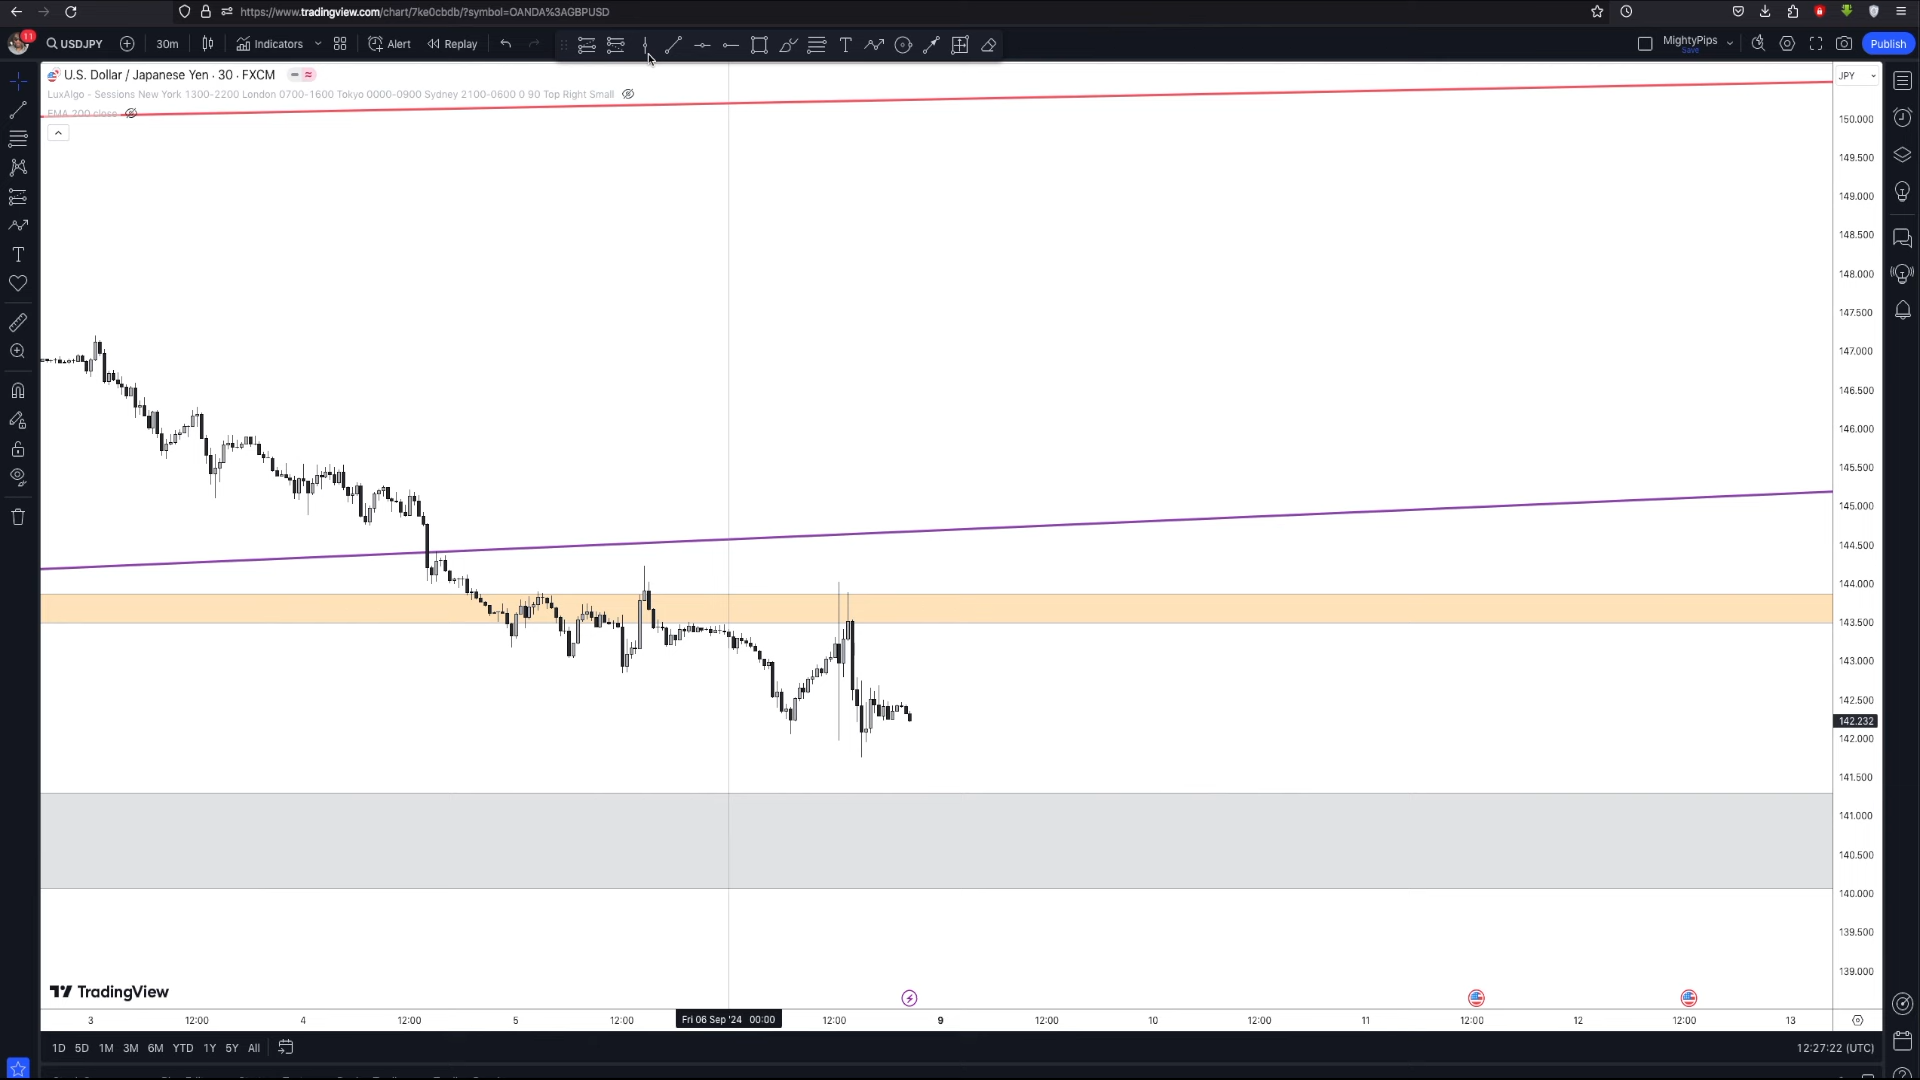 https://www.tradingview.com/chart/7ke0cbdb/?symbol=OANDA%3AGBPUSD
11
USDJPY
30m
Indicators
Alert
Replay
MightyPips
Save
Publish
U.S. Dollar / Japanese Yen · 30 · FXCM
JPY
LuxAlgo - Sessions New York 1300-2200 London 0700-1600 Tokyo 0000-0900 Sydney 2100-0600 0 90 Top Right Small
EMA 200 close
150.000
149.500
149.000
148.500
148.000
147.500
147.000
146.500
146.000
145.500
145.000
144.500
144.000
143.500
143.000
142.500
142.232
142.000
141.500
141.000
140.500
140.000
139.500
139.000
TradingView
3 12:00 4 12:00 5 12:00 Fri 06 Sep '24 00:00 12:00 9 12:00 10 12:00 11 12:00 12 12:00 13
1D 5D 1M 3M 6M YTD 1Y 5Y All
12:27:22 (UTC)